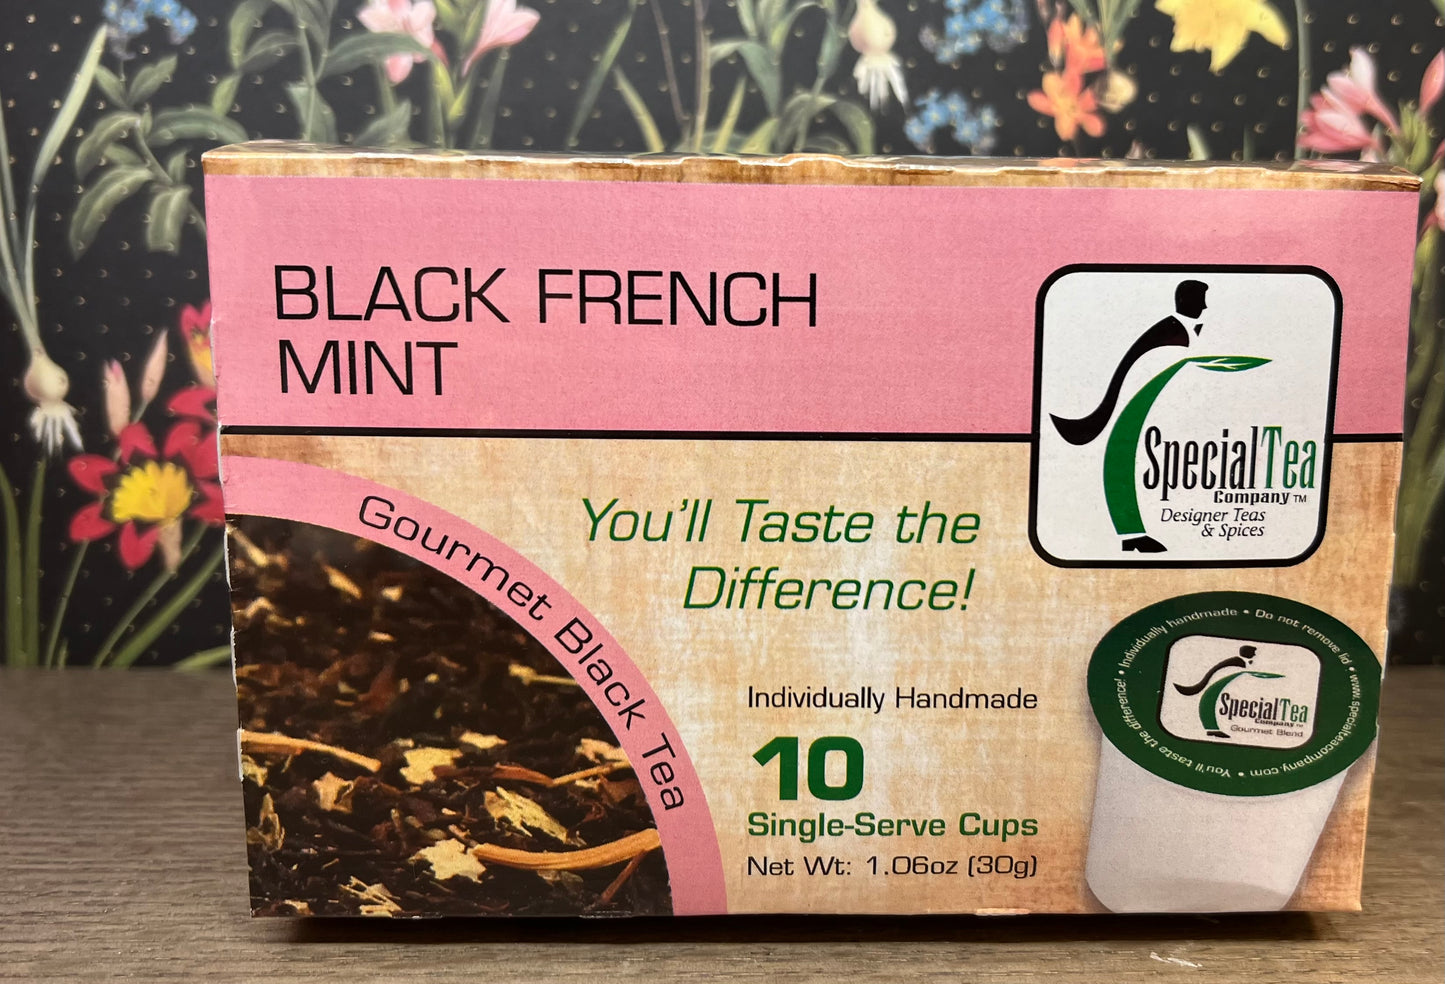 BLACK FRENCH
MINT
SpecialTea
Company™
Designer Teas
& Spices
You'll Taste the
Difference!
Gourmet Black Tea
Individually Handmade
10
Single-Serve Cups
Net Wt: 1.06oz (30g)
Individually handmade • Do not remove lid • www.specialteacompany.com • You'll taste the difference! •
SpecialTea
Company™
Gourmet Blend